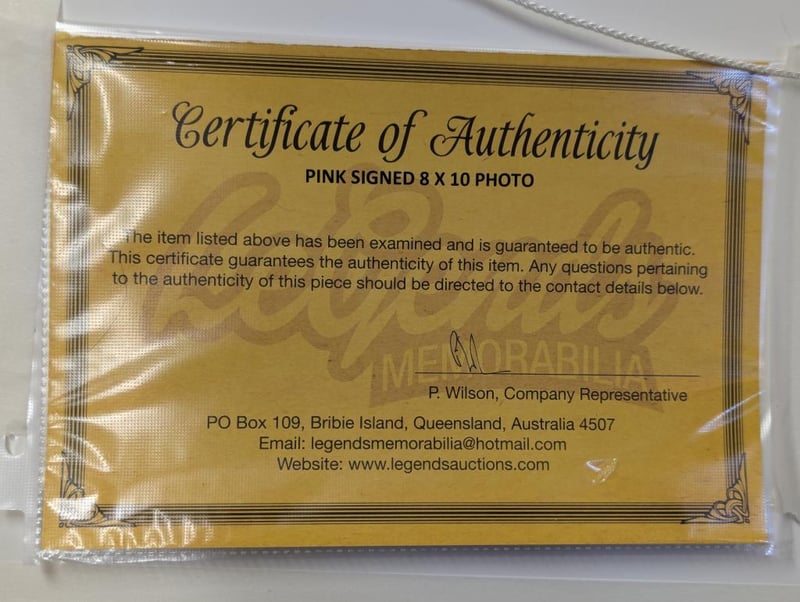 Certificate of Authenticity
PINK SIGNED 8 X 10 PHOTO
Legends
MEMORABILIA
The item listed above has been examined and is guaranteed to be authentic.
This certificate guarantees the authenticity of this item. Any questions pertaining
to the authenticity of this piece should be directed to the contact details below.
P. Wilson, Company Representative
PO Box 109, Bribie Island, Queensland, Australia 4507
Email: legendsmemorabilia@hotmail.com
Website: www.legendsauctions.com